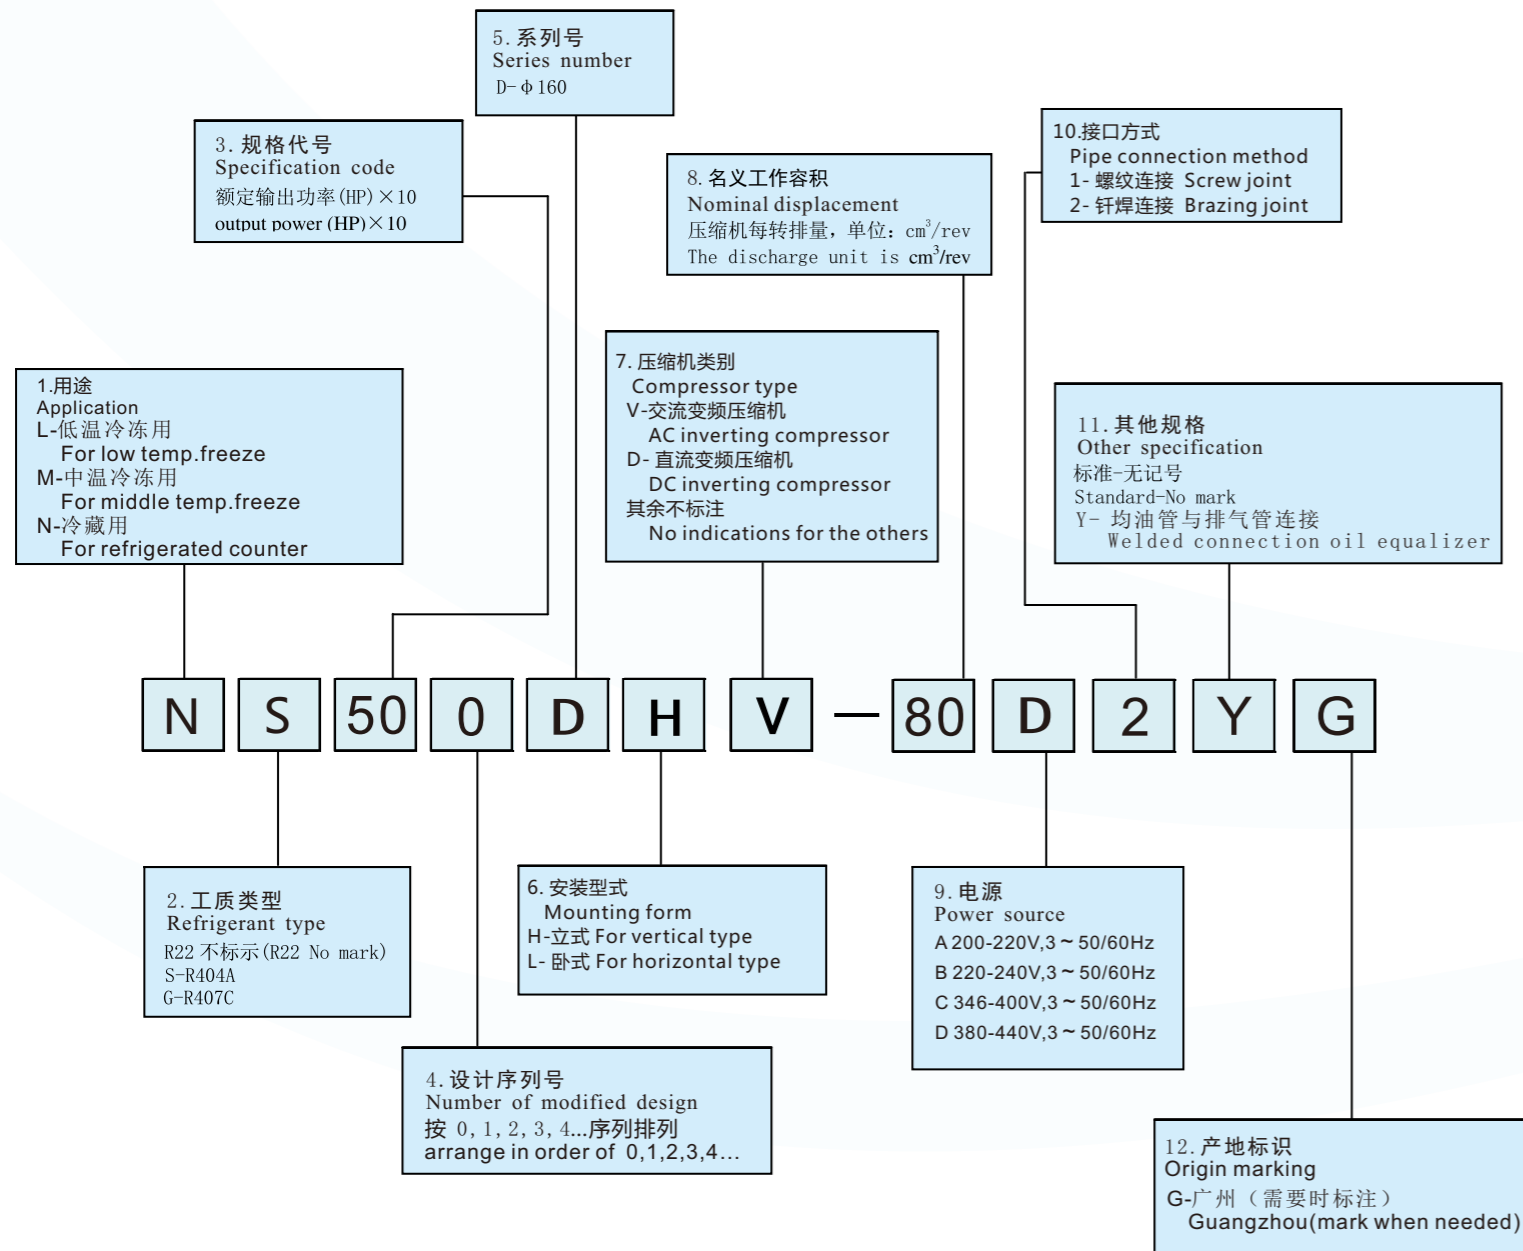 5. 系列号
Series number
D-φ160
3. 规格代号
Specification code
额定输出功率(HP)×10
output power (HP)×10
8. 名义工作容积
Nominal displacement
压缩机每转排量，单位：cm³/rev
The discharge unit is cm³/rev
10.接口方式
Pipe connection method
1- 螺纹连接 Screw joint
2- 钎焊连接 Brazing joint
1.用途
Application
L-低温冷冻用
For low temp.freeze
M-中温冷冻用
For middle temp.freeze
N-冷藏用
For refrigerated counter
7. 压缩机类别
Compressor type
V-交流变频压缩机
AC inverting compressor
D- 直流变频压缩机
DC inverting compressor
其余不标注
No indications for the others
11.其他规格
Other specification
标准-无记号
Standard-No mark
Y- 均油管与排气管连接
Welded connection oil equalizer
N S 50 0 D H V — 80 D 2 Y G
2.工质类型
Refrigerant type
R22 不标示(R22 No mark)
S-R404A
G-R407C
6. 安装型式
Mounting form
H-立式 For vertical type
L- 卧式 For horizontal type
9.电源
Power source
A 200-220V,3 ~ 50/60Hz
B 220-240V,3 ~ 50/60Hz
C 346-400V,3 ~ 50/60Hz
D 380-440V,3 ~ 50/60Hz
4.设计序列号
Number of modified design
按 0,1,2,3,4...序列排列
arrange in order of 0,1,2,3,4...
12.产地标识
Origin marking
G-广州（需要时标注）
Guangzhou(mark when needed)